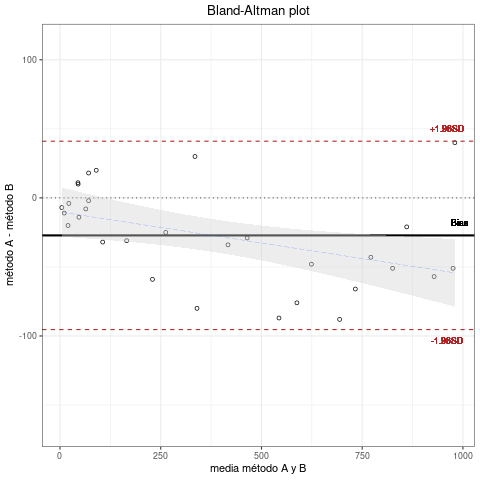 Bland-Altman plot
100
+1.96SD
0
Bias
-100
-1.96SD
0
250
500
750
1000
media método A y B
método A - método B